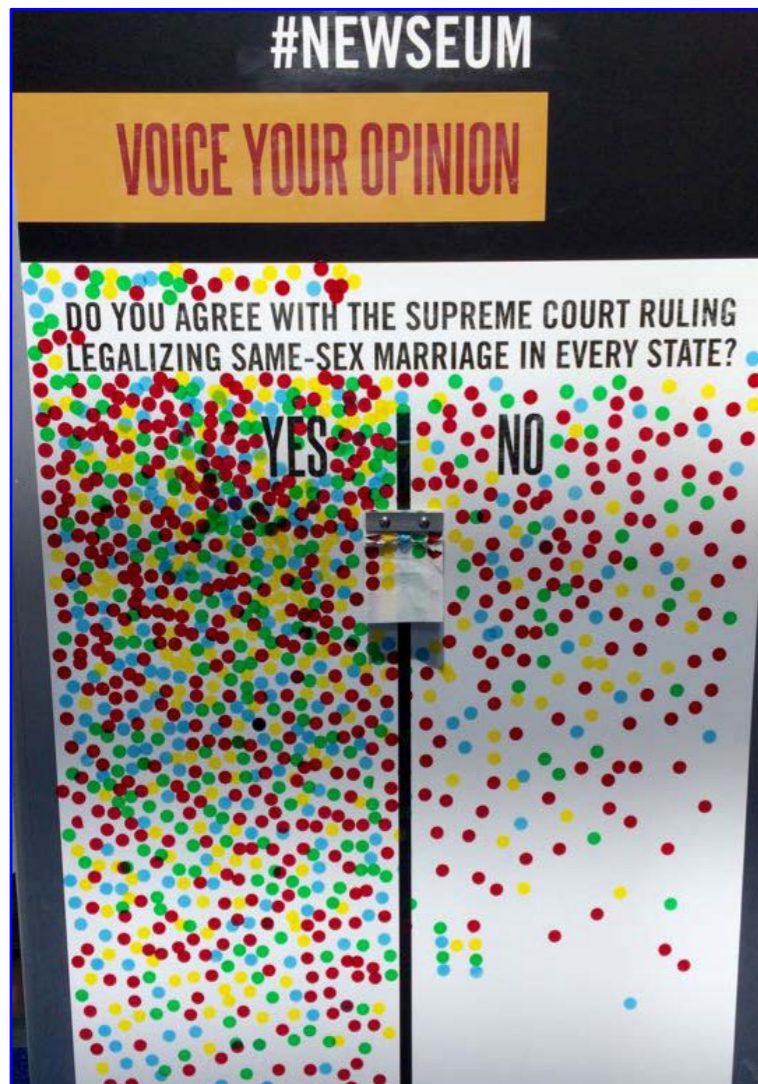 #NEWSEUM
VOICE YOUR OPINION
DO YOU AGREE WITH THE SUPREME COURT RULING
LEGALIZING SAME-SEX MARRIAGE IN EVERY STATE?
YES NO